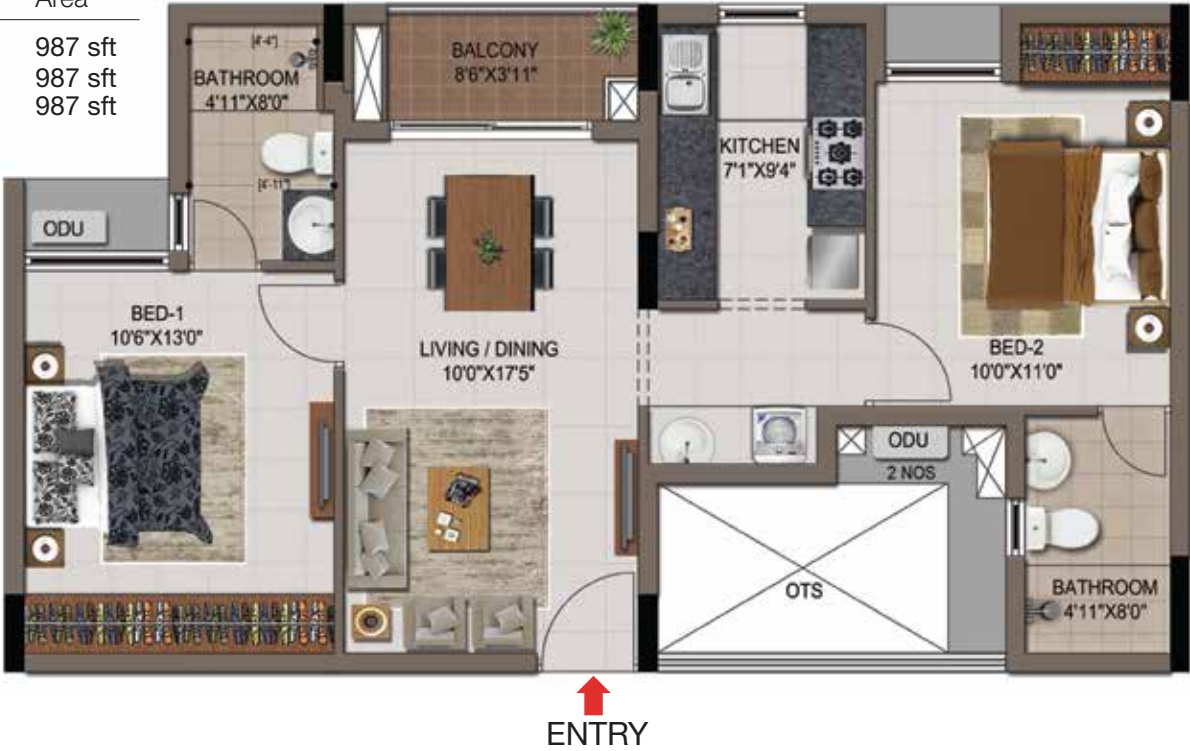 Area
987 sft
987 sft
987 sft
[4'-4"]
BATHROOM
4'11"X8'0"
[4'-11"]
BALCONY
8'6"X3'11"
KITCHEN
7'1"X9'4"
ODU
BED-1
10'6"X13'0"
LIVING / DINING
10'0"X17'5"
BED-2
10'0"X11'0"
ODU
2 NOS
OTS
BATHROOM
4'11"X8'0"
ENTRY